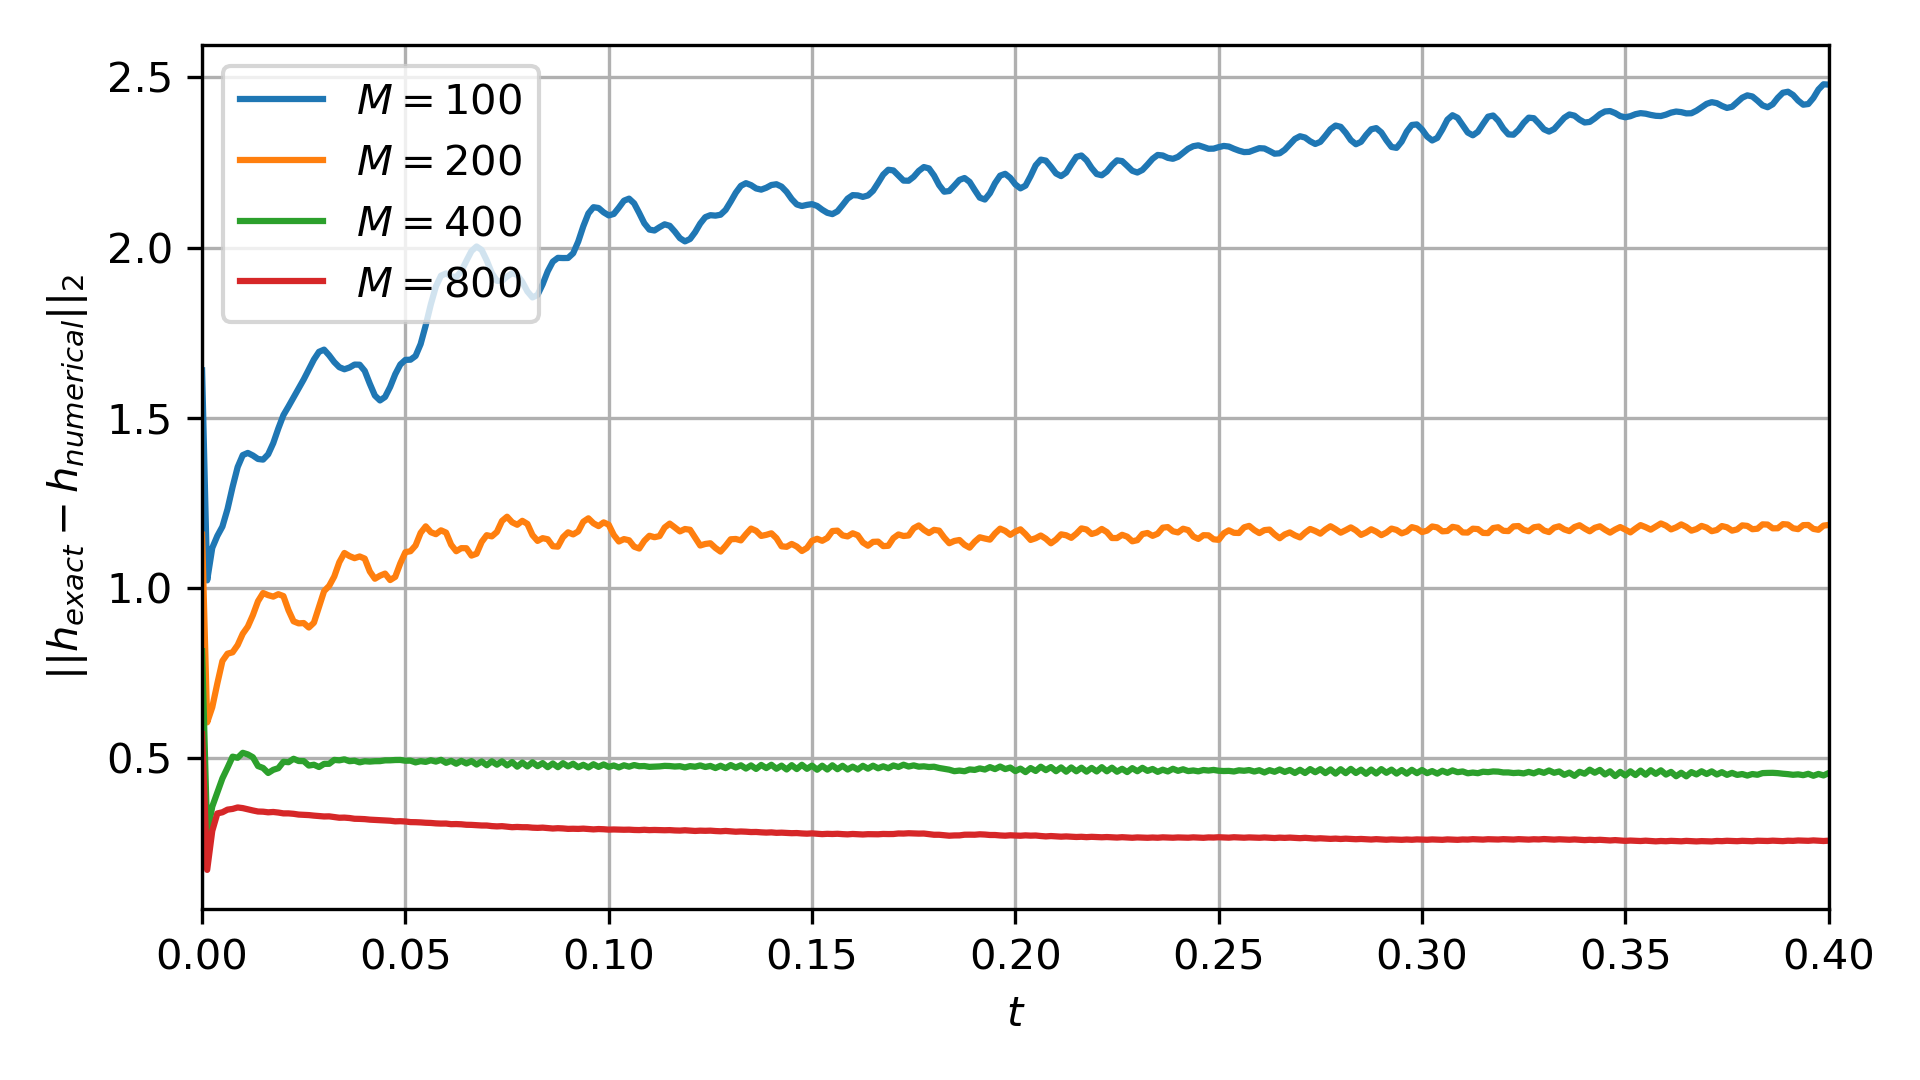 2.5
2.0
1.5
1.0
0.5
||h_exact − h_numerical||_2
M = 100
M = 200
M = 400
M = 800
0.00 0.05 0.10 0.15 0.20 0.25 0.30 0.35 0.40
t